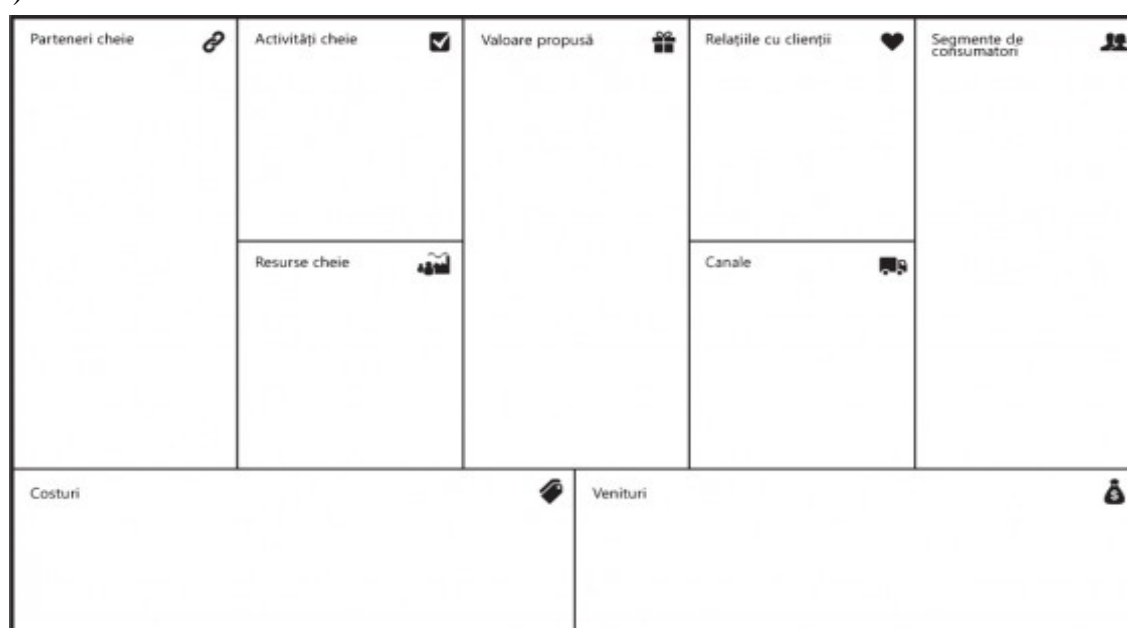 )
Parteneri cheie
Activități cheie
Valoare propusă
Relațiile cu clienții
Segmente de
consumatori
Resurse cheie
Canale
Costuri
Venituri
$